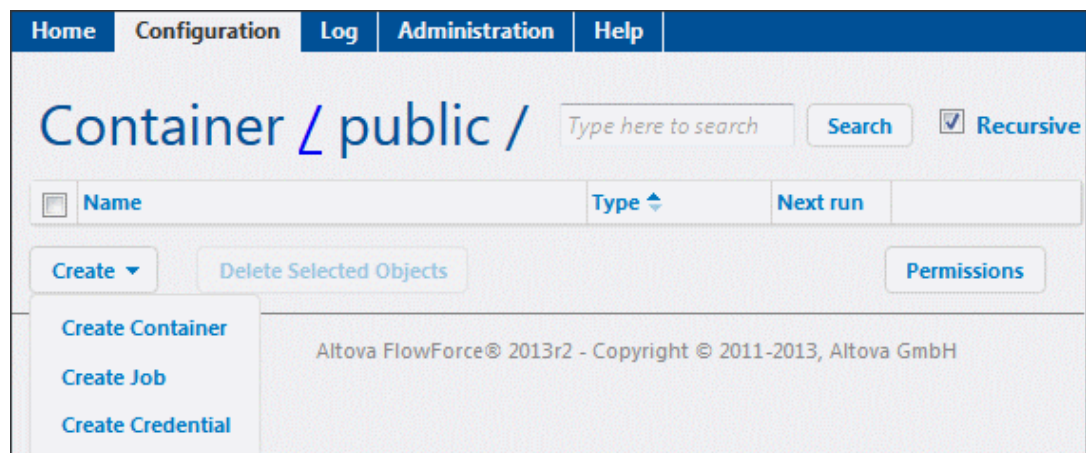 Home Configuration Log Administration Help
Container / public / Type here to search Search Recursive
Name Type Next run
Create Delete Selected Objects Permissions
Create Container
Altova FlowForce® 2013r2 - Copyright © 2011-2013, Altova GmbH
Create Job
Create Credential